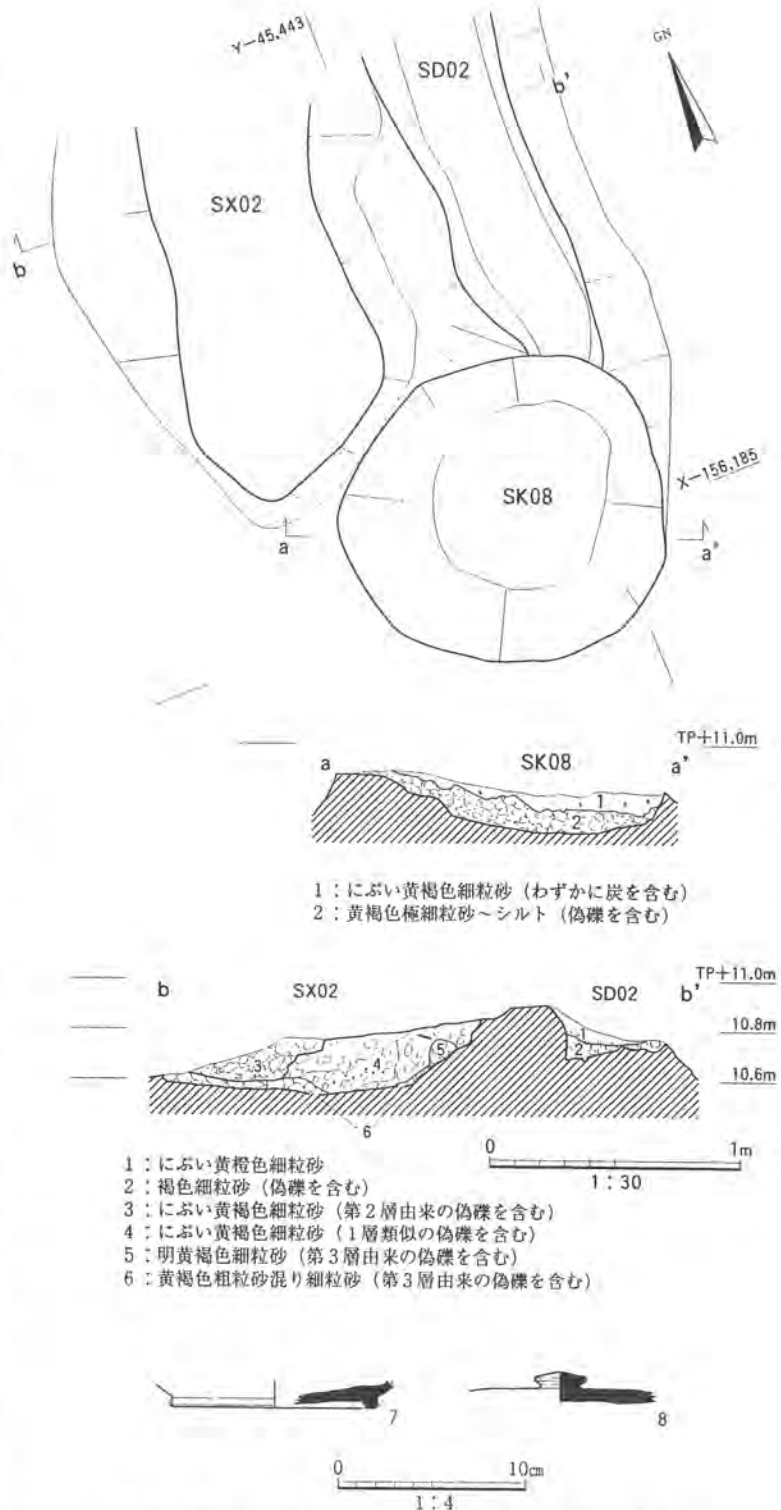 Y-45,443
SD02
GN
b'
SX02
b
X-156,185
SK08
a
a'
TP+11.0m
a
SK08
a'
1
2
1：にぶい黄褐色細粒砂（わずかに炭を含む）
2：黄褐色極細粒砂～シルト（偽礫を含む）
TP+11.0m
b
SX02
SD02
b'
10.8m
1
2
3
4
5
10.6m
6
0
1m
1：30
1：にぶい黄橙色細粒砂
2：褐色細粒砂（偽礫を含む）
3：にぶい黄褐色細粒砂（第2層由来の偽礫を含む）
4：にぶい黄褐色細粒砂（1層類似の偽礫を含む）
5：明黄褐色細粒砂（第3層由来の偽礫を含む）
6：黄褐色粗粒砂混り細粒砂（第3層由来の偽礫を含む）
7
8
0
10cm
1：4